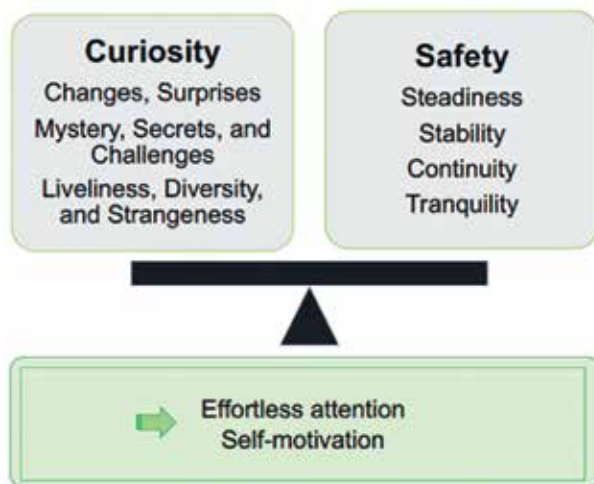 Curiosity
Changes, Surprises
Mystery, Secrets, and
Challenges
Liveliness, Diversity,
and Strangeness
Safety
Steadiness
Stability
Continuity
Tranquility
Effortless attention
Self-motivation